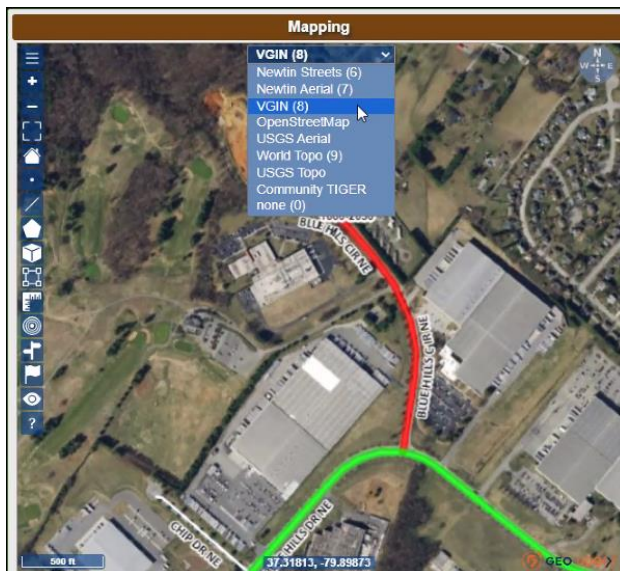 Mapping
VGIN (8)
N
W E
S
Newtin Streets (6)
Newtin Aerial (7)
VGIN (8)
OpenStreetMap
USGS Aerial
World Topo (9)
USGS Topo
Community TIGER
none (0)
BLUE HILLS CIR NE
BLUE HILLS CIR NE
?
CHIP DR NE
HILLS DR NE
500 ft
37.31813, -79.89873